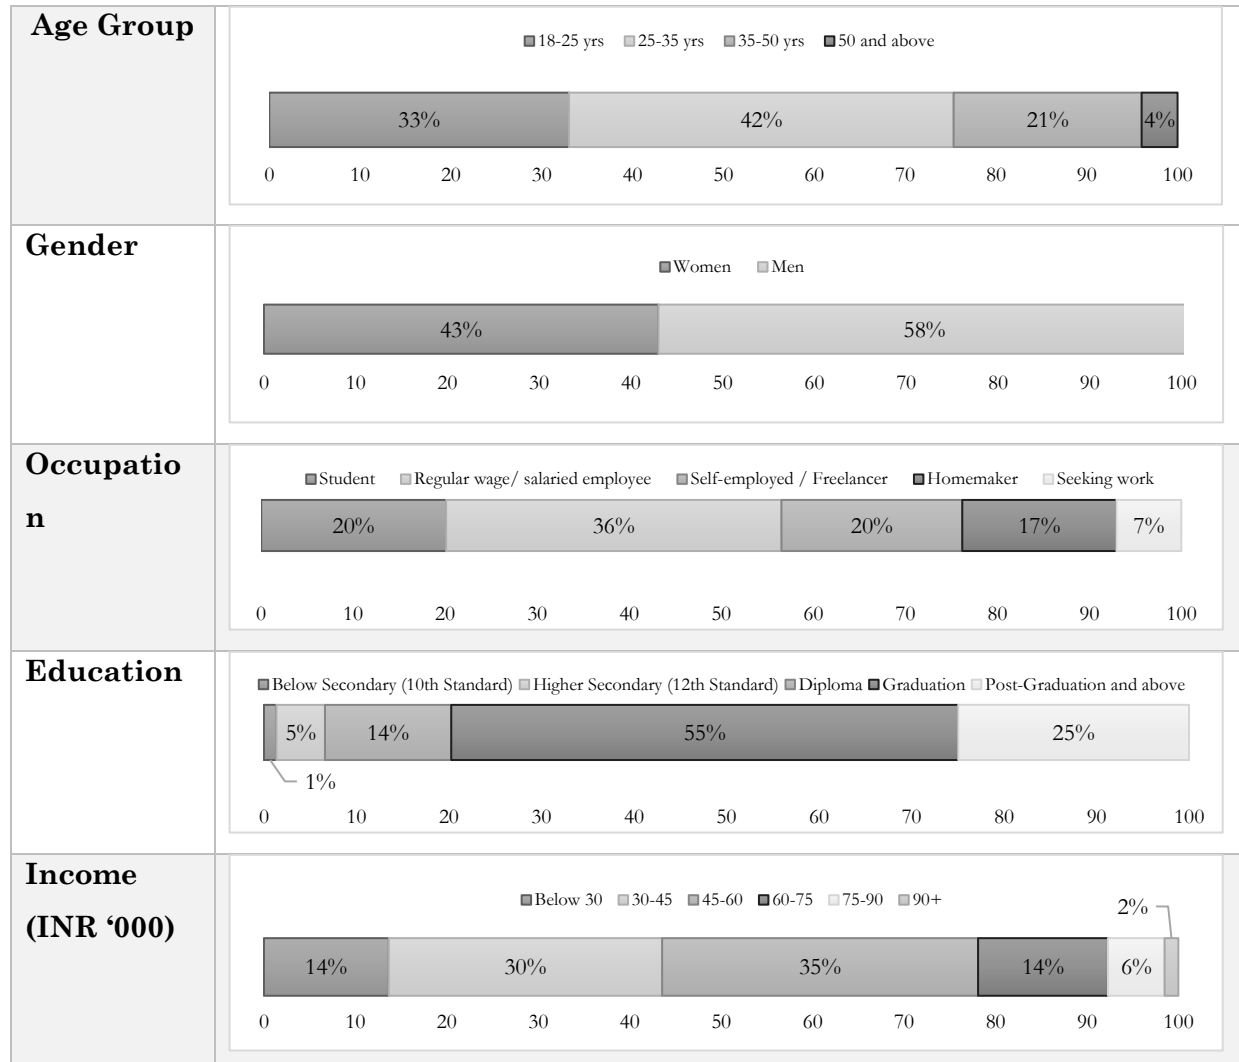 Age Group
18-25 yrs 25-35 yrs 35-50 yrs 50 and above
33% 42% 21% 4%
0 10 20 30 40 50 60 70 80 90 100
Gender
Women Men
43% 58%
0 10 20 30 40 50 60 70 80 90 100
Occupatio
n
Student Regular wage/ salaried employee Self-employed / Freelancer Homemaker Seeking work
20% 36% 20% 17% 7%
0 10 20 30 40 50 60 70 80 90 100
Education
Below Secondary (10th Standard) Higher Secondary (12th Standard) Diploma Graduation Post-Graduation and above
5% 14% 55% 25%
1%
0 10 20 30 40 50 60 70 80 90 100
Income
(INR ‘000)
Below 30 30-45 45-60 60-75 75-90 90+
2%
14% 30% 35% 14% 6%
0 10 20 30 40 50 60 70 80 90 100